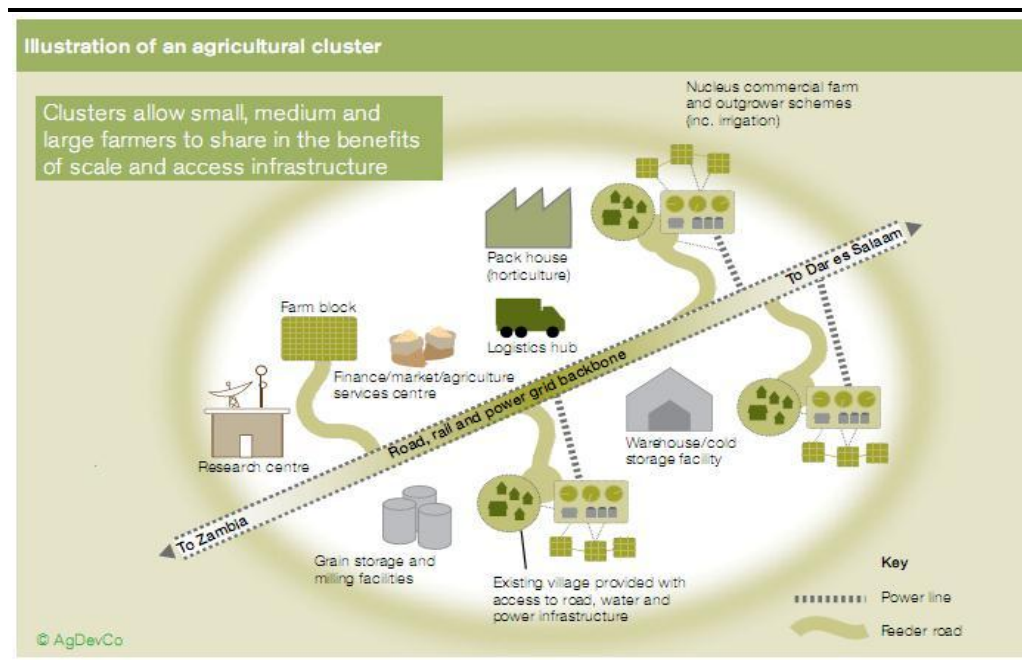 Illustration of an agricultural cluster
Clusters allow small, medium and
large farmers to share in the benefits
of scale and access infrastructure
Nucleus commercial farm
and outgrower schemes
(inc. irrigation)
Pack house
(horticulture)
To Dar es Salaam
Farm block
Logistics hub
Finance/market/agriculture
services centre
Road, rail and power grid backbone
Warehouse/cold
storage facility
Research centre
To Zambia
Grain storage and
milling facilities
Existing village provided with
access to road, water and
power infrastructure
Key
Power line
Feeder road
© AgDevCo